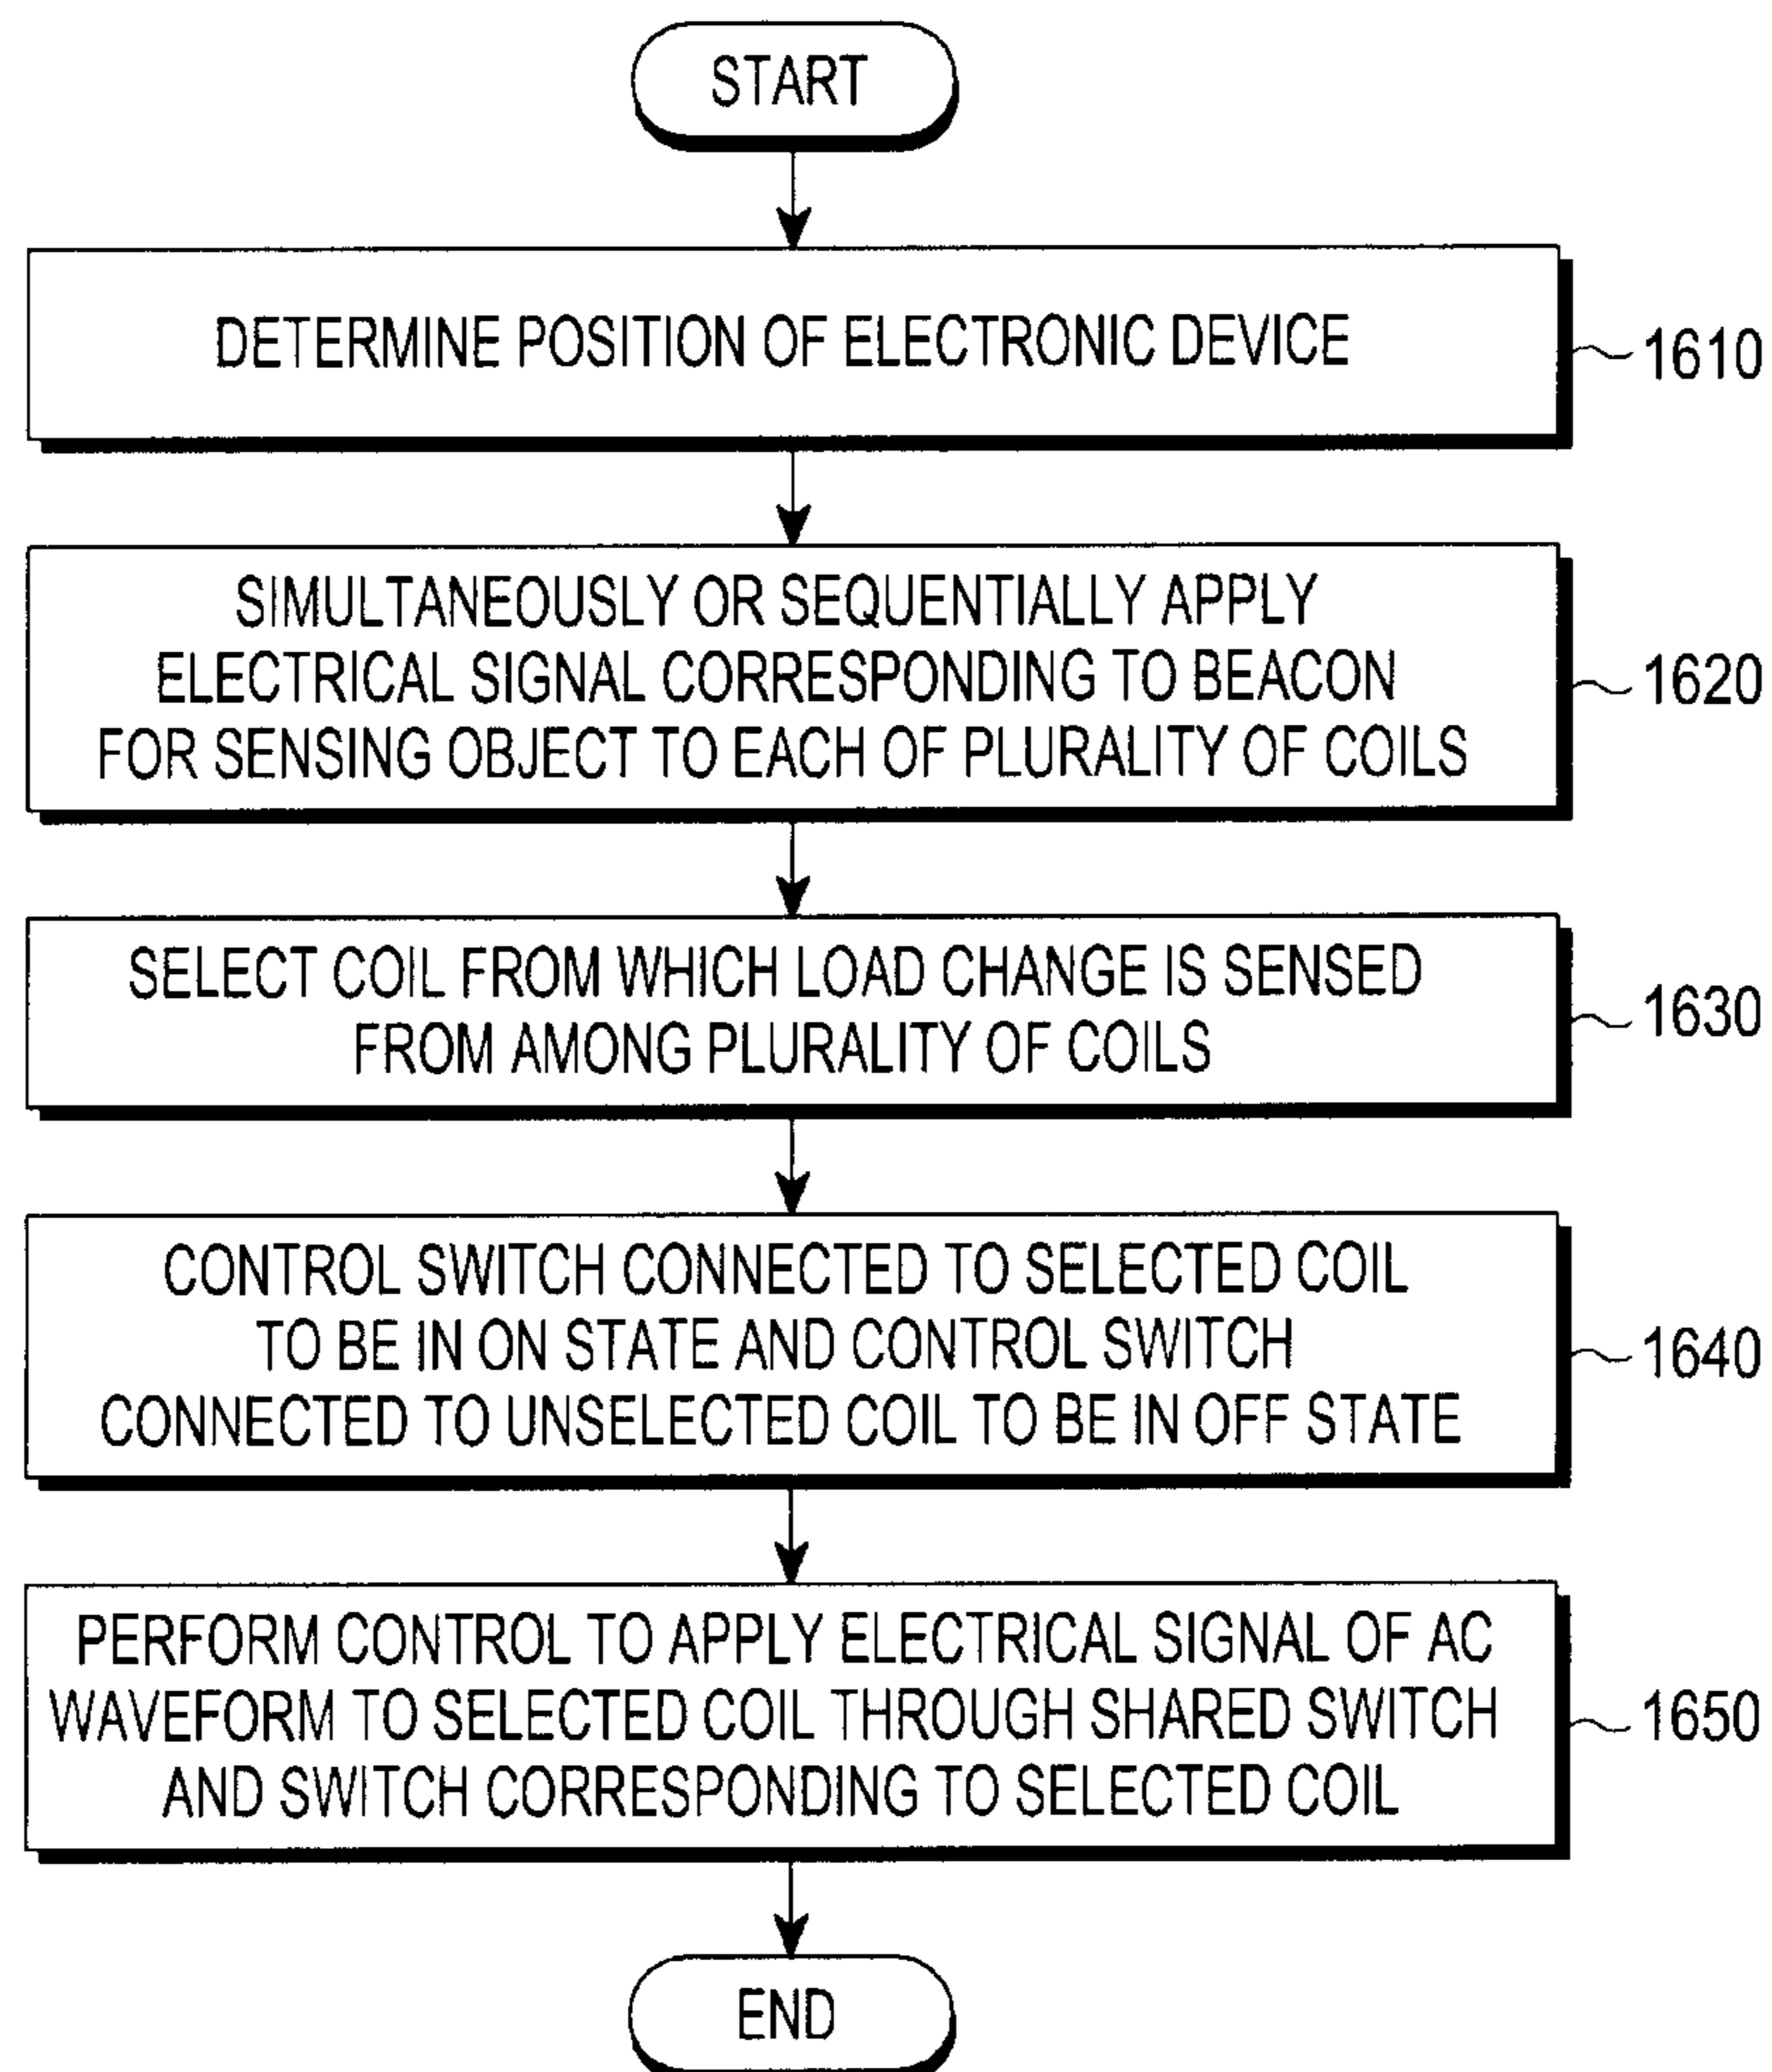 START
DETERMINE POSITION OF ELECTRONIC DEVICE
1610
SIMULTANEOUSLY OR SEQUENTIALLY APPLY
ELECTRICAL SIGNAL CORRESPONDING TO BEACON
FOR SENSING OBJECT TO EACH OF PLURALITY OF COILS
1620
SELECT COIL FROM WHICH LOAD CHANGE IS SENSED
FROM AMONG PLURALITY OF COILS
1630
CONTROL SWITCH CONNECTED TO SELECTED COIL
TO BE IN ON STATE AND CONTROL SWITCH
CONNECTED TO UNSELECTED COIL TO BE IN OFF STATE
1640
PERFORM CONTROL TO APPLY ELECTRICAL SIGNAL OF AC
WAVEFORM TO SELECTED COIL THROUGH SHARED SWITCH
AND SWITCH CORRESPONDING TO SELECTED COIL
1650
END